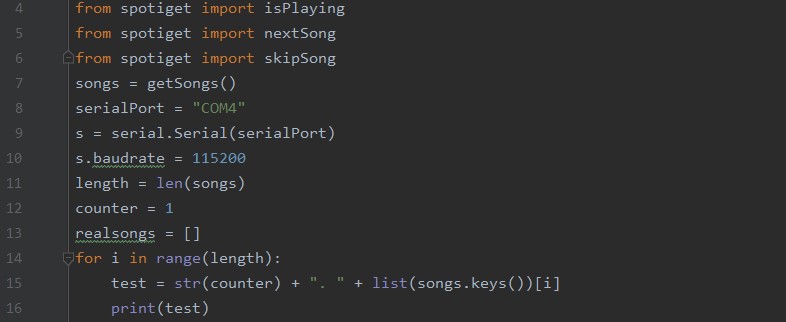 4 from spotiget import isPlaying
5 from spotiget import nextSong
6 from spotiget import skipSong
7 songs = getSongs()
8 serialPort = "COM4"
9 s = serial.Serial(serialPort)
10 s.baudrate = 115200
11 length = len(songs)
12 counter = 1
13 realsongs = []
14 for i in range(length):
15     test = str(counter) + ". " + list(songs.keys())[i]
16     print(test)